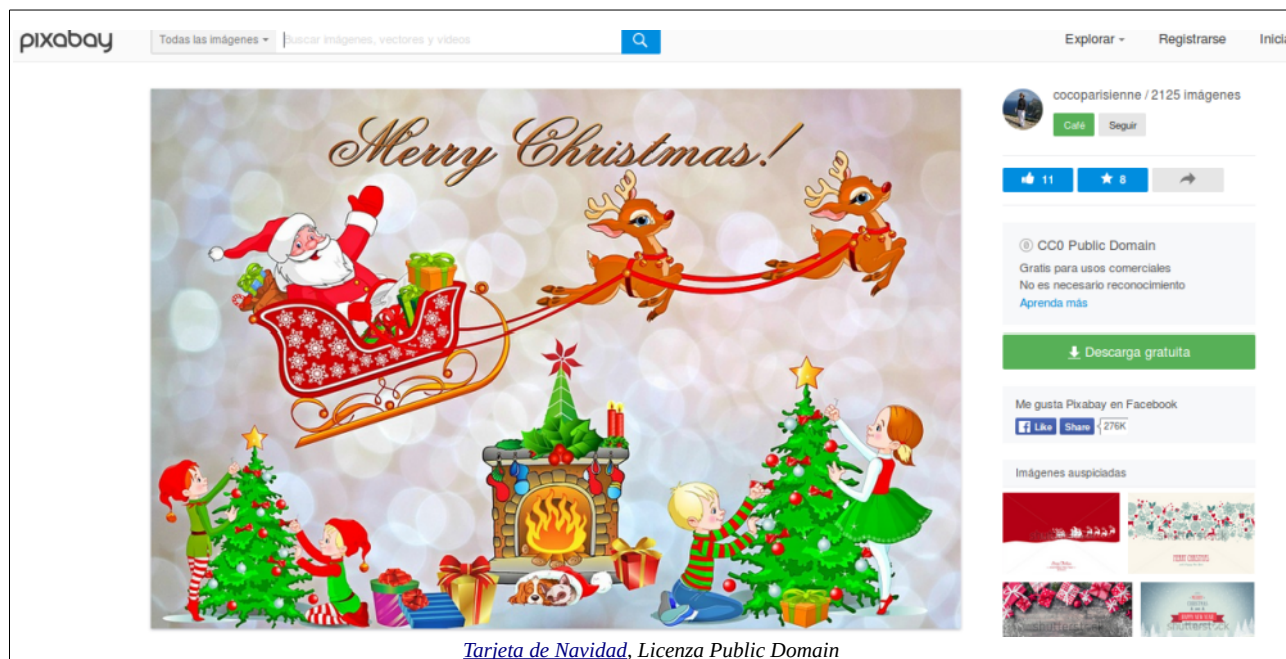 pixabay
Todas las imágenes
Buscar imágenes, vectores y videos
Explorar
Registrarse
Inicia
cocoparisienne / 2125 imágenes
Café
Seguir
Merry Christmas!
11
8
CC0 Public Domain
Gratis para usos comerciales
No es necesario reconocimiento
Aprenda más
Descarga gratuita
Me gusta Pixabay en Facebook
Like
Share
276K
Imágenes auspiciadas
shutterstock
shutterstock
Tarjeta de Navidad, Licenza Public Domain